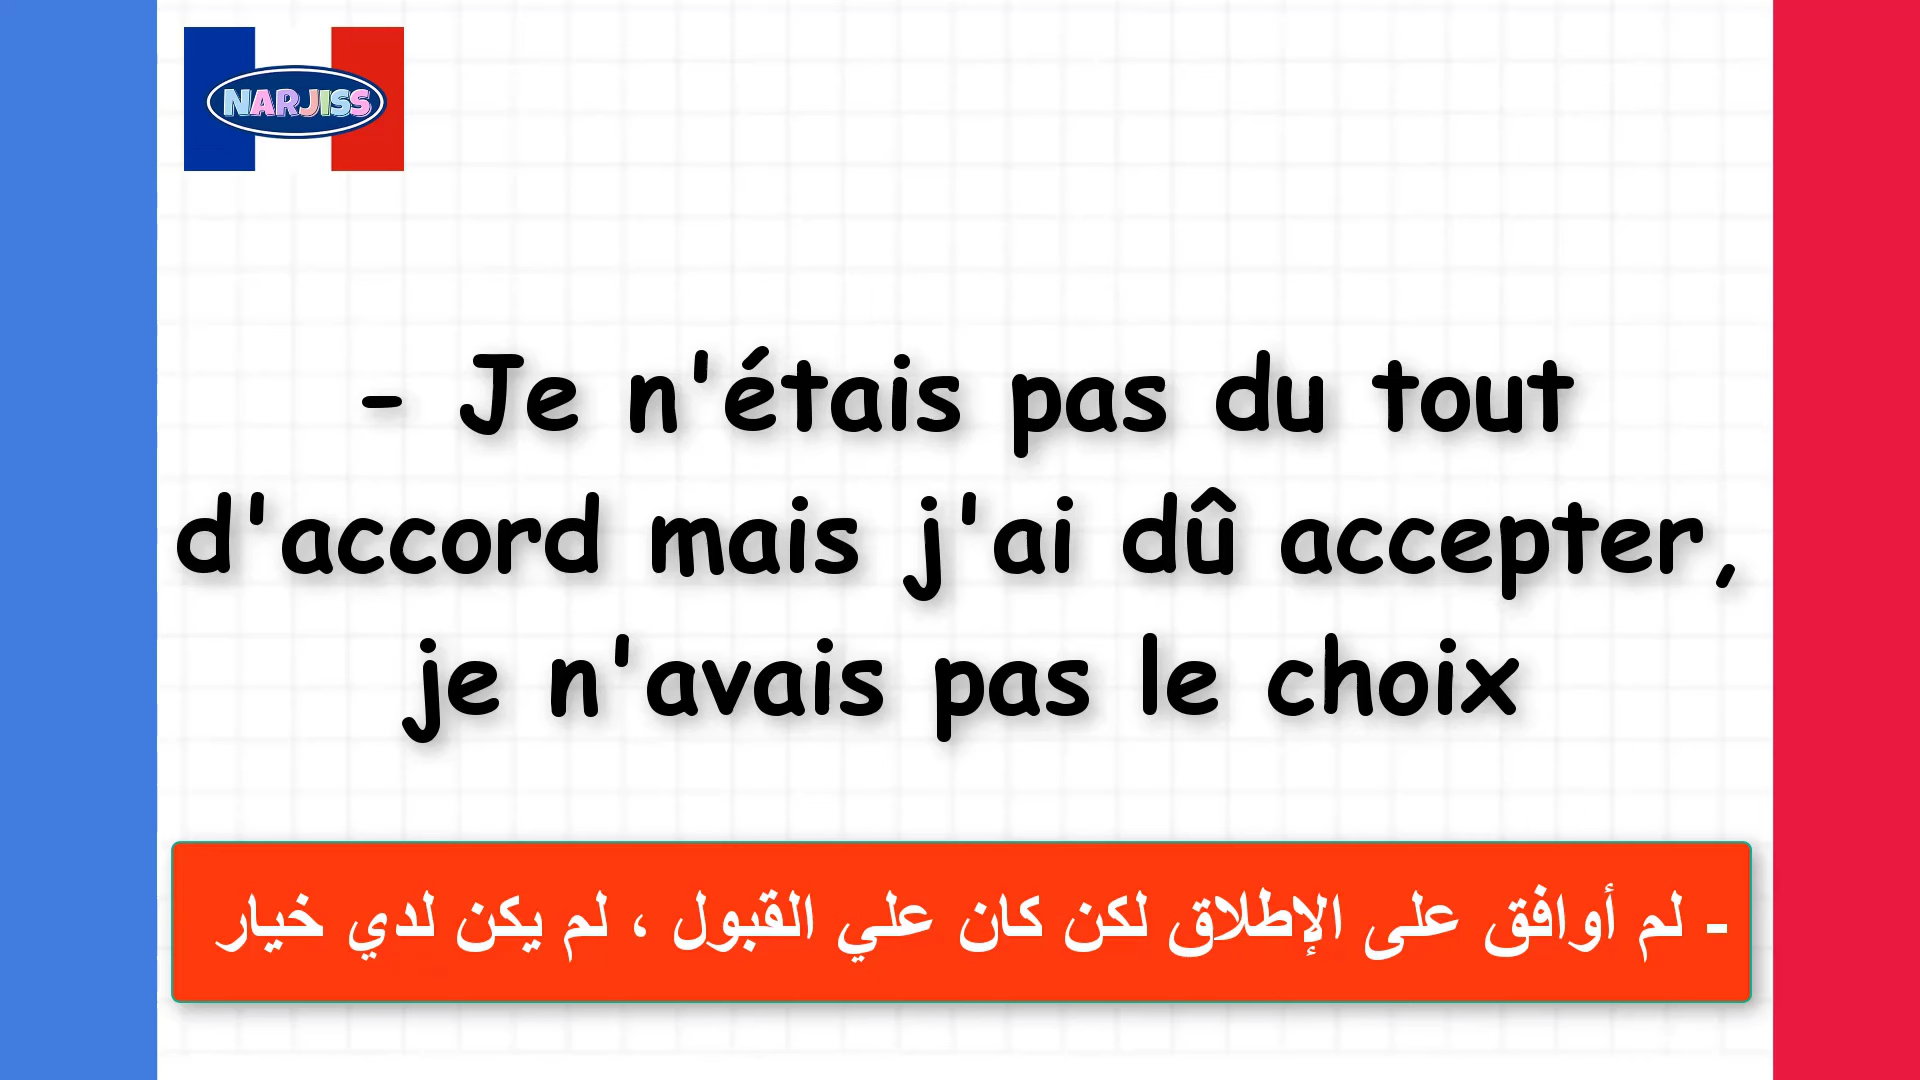 NARJISS
- Je n'étais pas du tout
d'accord mais j'ai dû accepter,
je n'avais pas le choix
- لم أوافق على الإطلاق لكن كان علي القبول ، لم يكن لدي خيار